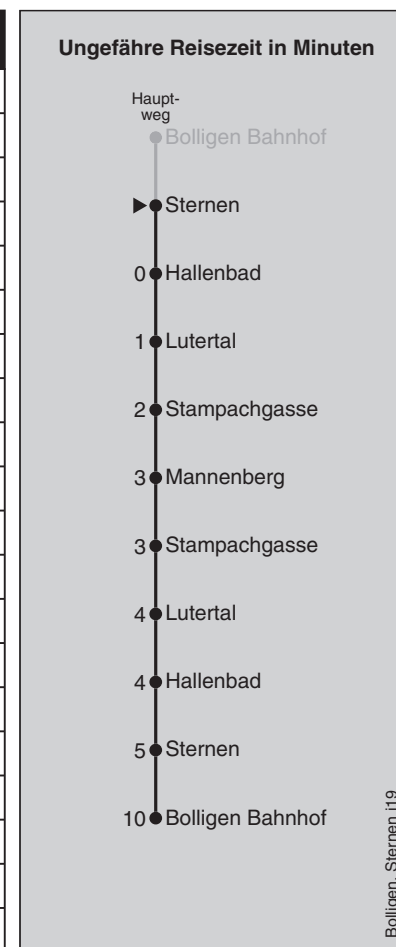 Ungefähre Reisezeit in Minuten
Haupt-
weg
Bolligen Bahnhof
Sternen
0 Hallenbad
1 Lutertal
2 Stampachgasse
3 Mannenberg
3 Stampachgasse
4 Lutertal
4 Hallenbad
5 Sternen
10 Bolligen Bahnhof
Bolligen, Sternen i19